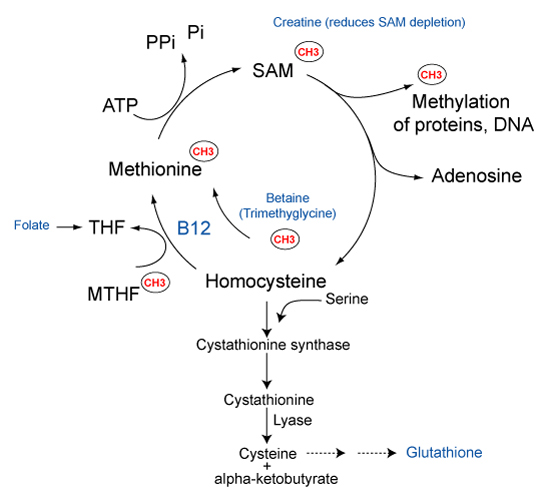 Creatine (reduces SAM depletion)
Pi
PPi
CH3
SAM
CH3
ATP
Methylation
of proteins, DNA
CH3
Methionine
Adenosine
Betaine
(Trimethyglycine)
Folate
THF
B12
CH3
Homocysteine
CH3
MTHF
Serine
Cystathionine synthase
Cystathionine
Lyase
Cysteine
Glutathione
+
alpha-ketobutyrate